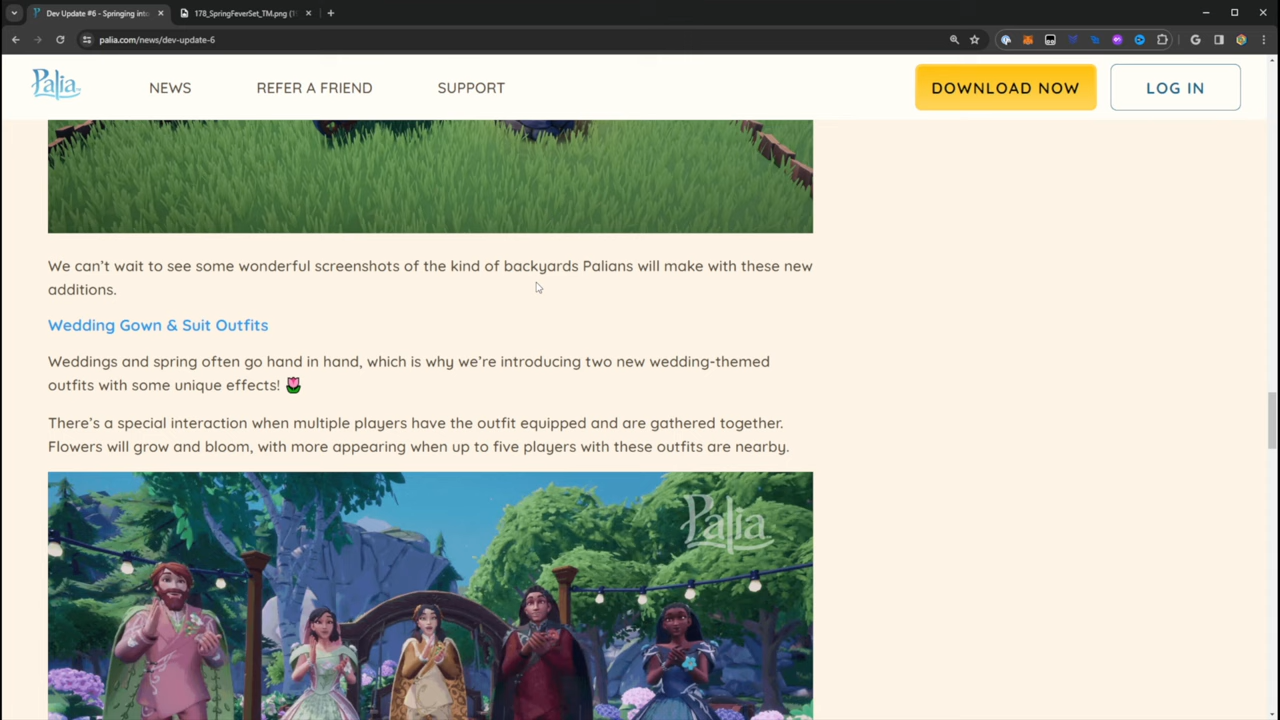 Dev Update #6 - Springing into
178_SpringFeverSet_TM.png (1
palia.com/news/dev-update-6
Palia
NEWS
REFER A FRIEND
SUPPORT
DOWNLOAD NOW
LOG IN
We can't wait to see some wonderful screenshots of the kind of backyards Palians will make with these new
additions.
Wedding Gown & Suit Outfits
Weddings and spring often go hand in hand, which is why we're introducing two new wedding-themed
outfits with some unique effects! 🌷
There's a special interaction when multiple players have the outfit equipped and are gathered together.
Flowers will grow and bloom, with more appearing when up to five players with these outfits are nearby.
Palia